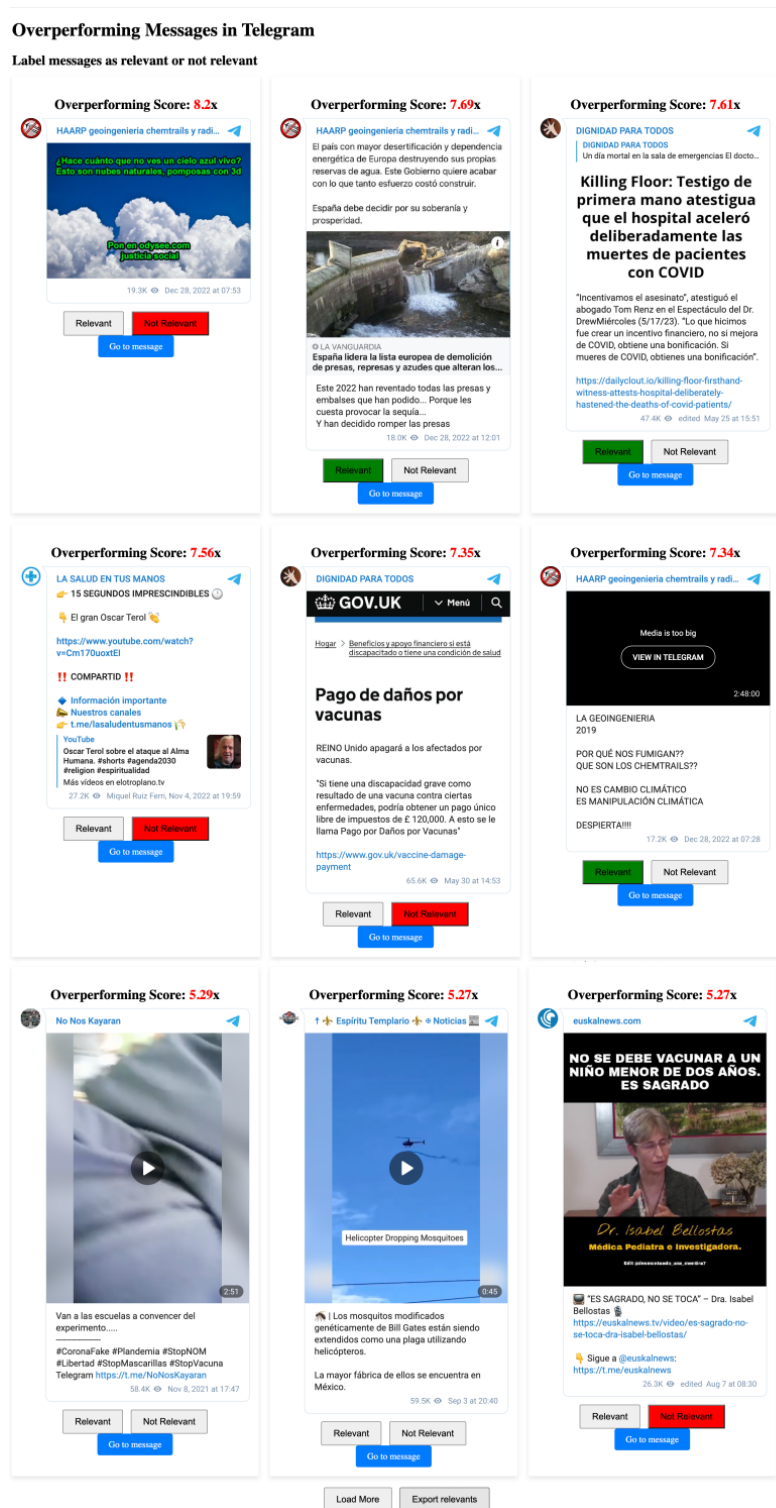 Overperforming Messages in Telegram
Label messages as relevant or not relevant
Overperforming Score: 8.2x
HAARP geoingenieria chemtrails y radi...
¿Hace cuánto que no ves un cielo azul vivo?
Esto son nubes naturales, pomposas con 3d
Pon en odysee.com
justicia social
19.3K Dec 28, 2022 at 07:53
Relevant Not Relevant
Go to message
Overperforming Score: 7.69x
HAARP geoingenieria chemtrails y radi...
El país con mayor desertificación y dependencia
energética de Europa destruyendo sus propias
reservas de agua. Este Gobierno quiere acabar
con lo que tanto esfuerzo costó construir.
España debe decidir por su soberanía y
prosperidad.
LA VANGUARDIA
España lidera la lista europea de demolición
de presas, represas y azudes que alteran los...
Este 2022 han reventado todas las presas y
embalses que han podido... Porque les
cuesta provocar la sequía...
Y han decidido romper las presas
18.0K Dec 28, 2022 at 12:01
Relevant Not Relevant
Go to message
Overperforming Score: 7.61x
DIGNIDAD PARA TODOS
DIGNIDAD PARA TODOS
Un día mortal en la sala de emergencias El docto...
Killing Floor: Testigo de
primera mano atestigua
que el hospital aceleró
deliberadamente las
muertes de pacientes
con COVID
"Incentivamos el asesinato", atestiguó el
abogado Tom Renz en el Espectáculo del Dr.
DrewMiércoles (5/17/23). "Lo que hicimos
fue crear un incentivo financiero, no si mejora
de COVID, obtiene una bonificación. Si
mueres de COVID, obtienes una bonificación".
https://dailyclout.io/killing-floor-firsthand-
witness-attests-hospital-deliberately-
hastened-the-deaths-of-covid-patients/
47.4K edited May 25 at 15:51
Relevant Not Relevant
Go to message
Overperforming Score: 7.56x
LA SALUD EN TUS MANOS
15 SEGUNDOS IMPRESCINDIBLES
El gran Oscar Terol
https://www.youtube.com/watch?
v=Cm170uoxtEI
‼ COMPARTID ‼
Información importante
Nuestros canales
t.me/lasaludentusmanos
YouTube
Oscar Terol sobre el ataque al Alma
Humana. #shorts #agenda2030
#religion #espiritualidad
Más vídeos en elotroplano.tv
27.2K Miquel Ruiz Ferri, Nov 4, 2022 at 19:59
Relevant Not Relevant
Go to message
Overperforming Score: 7.35x
DIGNIDAD PARA TODOS
GOV.UK Menú
Hogar > Beneficios y apoyo financiero si está
discapacitado o tiene una condición de salud
Pago de daños por
vacunas
REINO Unido apagará a los afectados por
vacunas.
"Si tiene una discapacidad grave como
resultado de una vacuna contra ciertas
enfermedades, podría obtener un pago único
libre de impuestos de £ 120,000. A esto se le
llama Pago por Daños por Vacunas"
https://www.gov.uk/vaccine-damage-
payment
65.6K May 30 at 14:53
Relevant Not Relevant
Go to message
Overperforming Score: 7.34x
HAARP geoingenieria chemtrails y radi...
Media is too big
VIEW IN TELEGRAM
2:48:00
LA GEOINGENIERIA
2019
POR QUÉ NOS FUMIGAN??
QUE SON LOS CHEMTRAILS??
NO ES CAMBIO CLIMÁTICO
ES MANIPULACIÓN CLIMÁTICA
DESPIERTA!!!!
17.2K Dec 28, 2022 at 07:28
Relevant Not Relevant
Go to message
Overperforming Score: 5.29x
No Nos Kayaran
2:51
Van a las escuelas a convencer del
experimento.....
#CoronaFake #Plandemia #StopNOM
#Libertad #StopMascarillas #StopVacuna
Telegram https://t.me/NoNosKayaran
58.4K Nov 8, 2021 at 17:47
Relevant Not Relevant
Go to message
Overperforming Score: 5.27x
Espíritu Templario Noticias
Helicopter Dropping Mosquitoes
0:45
| Los mosquitos modificados
genéticamente de Bill Gates están siendo
extendidos como una plaga utilizando
helicópteros.
La mayor fábrica de ellos se encuentra en
México.
59.5K Sep 3 at 20:40
Relevant Not Relevant
Go to message
Overperforming Score: 5.27x
euskalnews.com
NO SE DEBE VACUNAR A UN
NIÑO MENOR DE DOS AÑOS.
ES SAGRADO
Dr. Isabel Bellostas
Médica Pediatra e Investigadora.
"ES SAGRADO, NO SE TOCA" – Dra. Isabel
Bellostas
https://euskalnews.tv/video/es-sagrado-no-
se-toca-dra-isabel-bellostas/
Sigue a @euskalnews:
https://t.me/euskalnews
26.3K edited Aug 7 at 08:30
Relevant Not Relevant
Go to message
Load More Export relevants